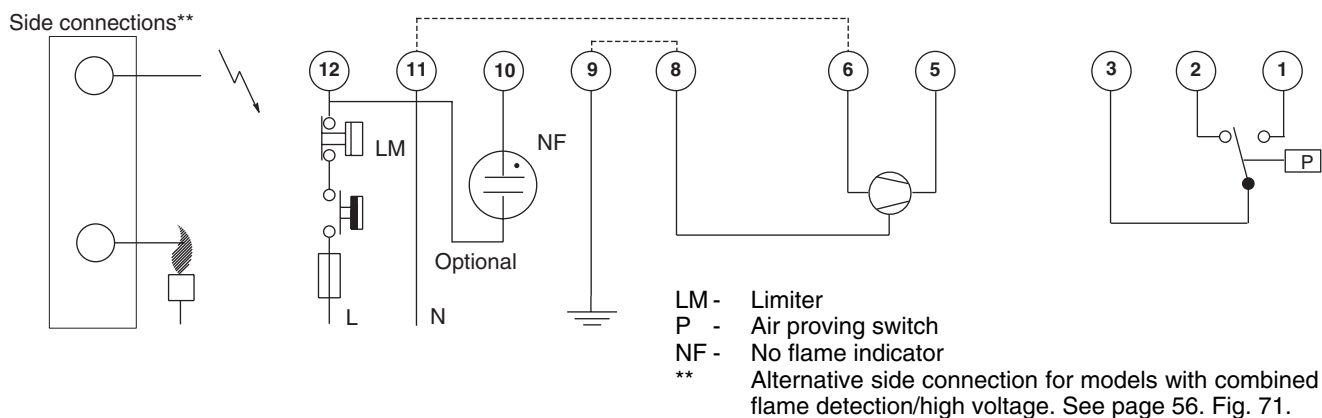 Side connections**
12 11 10 9 8 6 5 3 2 1
LM
NF
P
Optional
L N
LM - Limiter
P - Air proving switch
NF - No flame indicator
** Alternative side connection for models with combined
flame detection/high voltage. See page 56. Fig. 71.